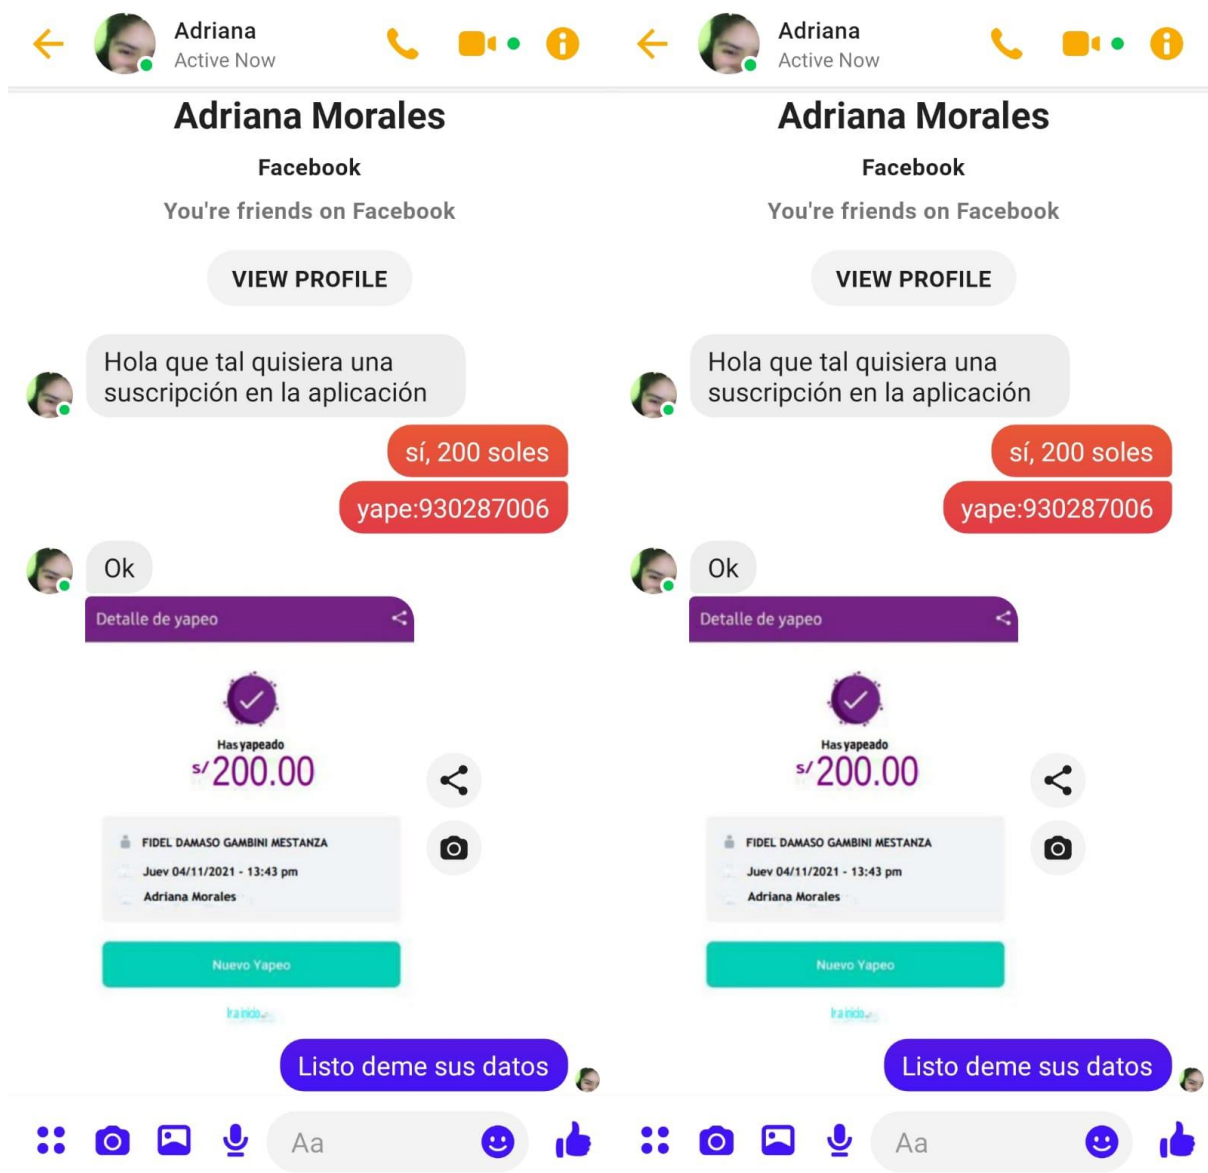 Adriana
Active Now
Adriana Morales
Facebook
You're friends on Facebook
VIEW PROFILE
Hola que tal quisiera una
suscripción en la aplicación
sí, 200 soles
yape:930287006
Ok
Detalle de yapeo
Has yapeado
s/200.00
FIDEL DAMASO GAMBINI MESTANZA
Juev 04/11/2021 - 13:43 pm
Adriana Morales
Nuevo Yapeo
Ir a inicio
Listo deme sus datos
Aa
Adriana
Active Now
Adriana Morales
Facebook
You're friends on Facebook
VIEW PROFILE
Hola que tal quisiera una
suscripción en la aplicación
sí, 200 soles
yape:930287006
Ok
Detalle de yapeo
Has yapeado
s/200.00
FIDEL DAMASO GAMBINI MESTANZA
Juev 04/11/2021 - 13:43 pm
Adriana Morales
Nuevo Yapeo
Ir a inicio
Listo deme sus datos
Aa